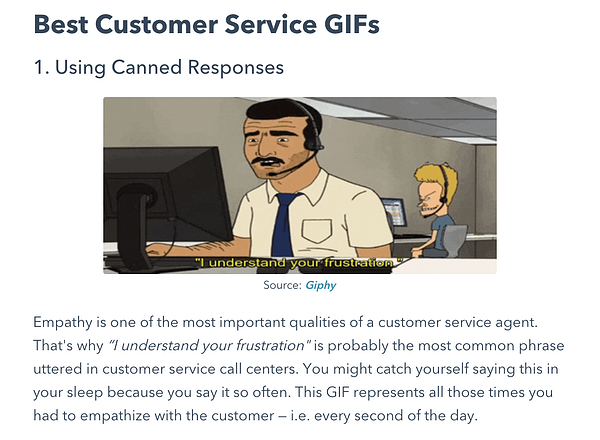 Best Customer Service GIFs
1. Using Canned Responses
"I understand your frustration."
Source: Giphy
Empathy is one of the most important qualities of a customer service agent.
That's why "I understand your frustration" is probably the most common phrase
uttered in customer service call centers. You might catch yourself saying this in
your sleep because you say it so often. This GIF represents all those times you
had to empathize with the customer – i.e. every second of the day.